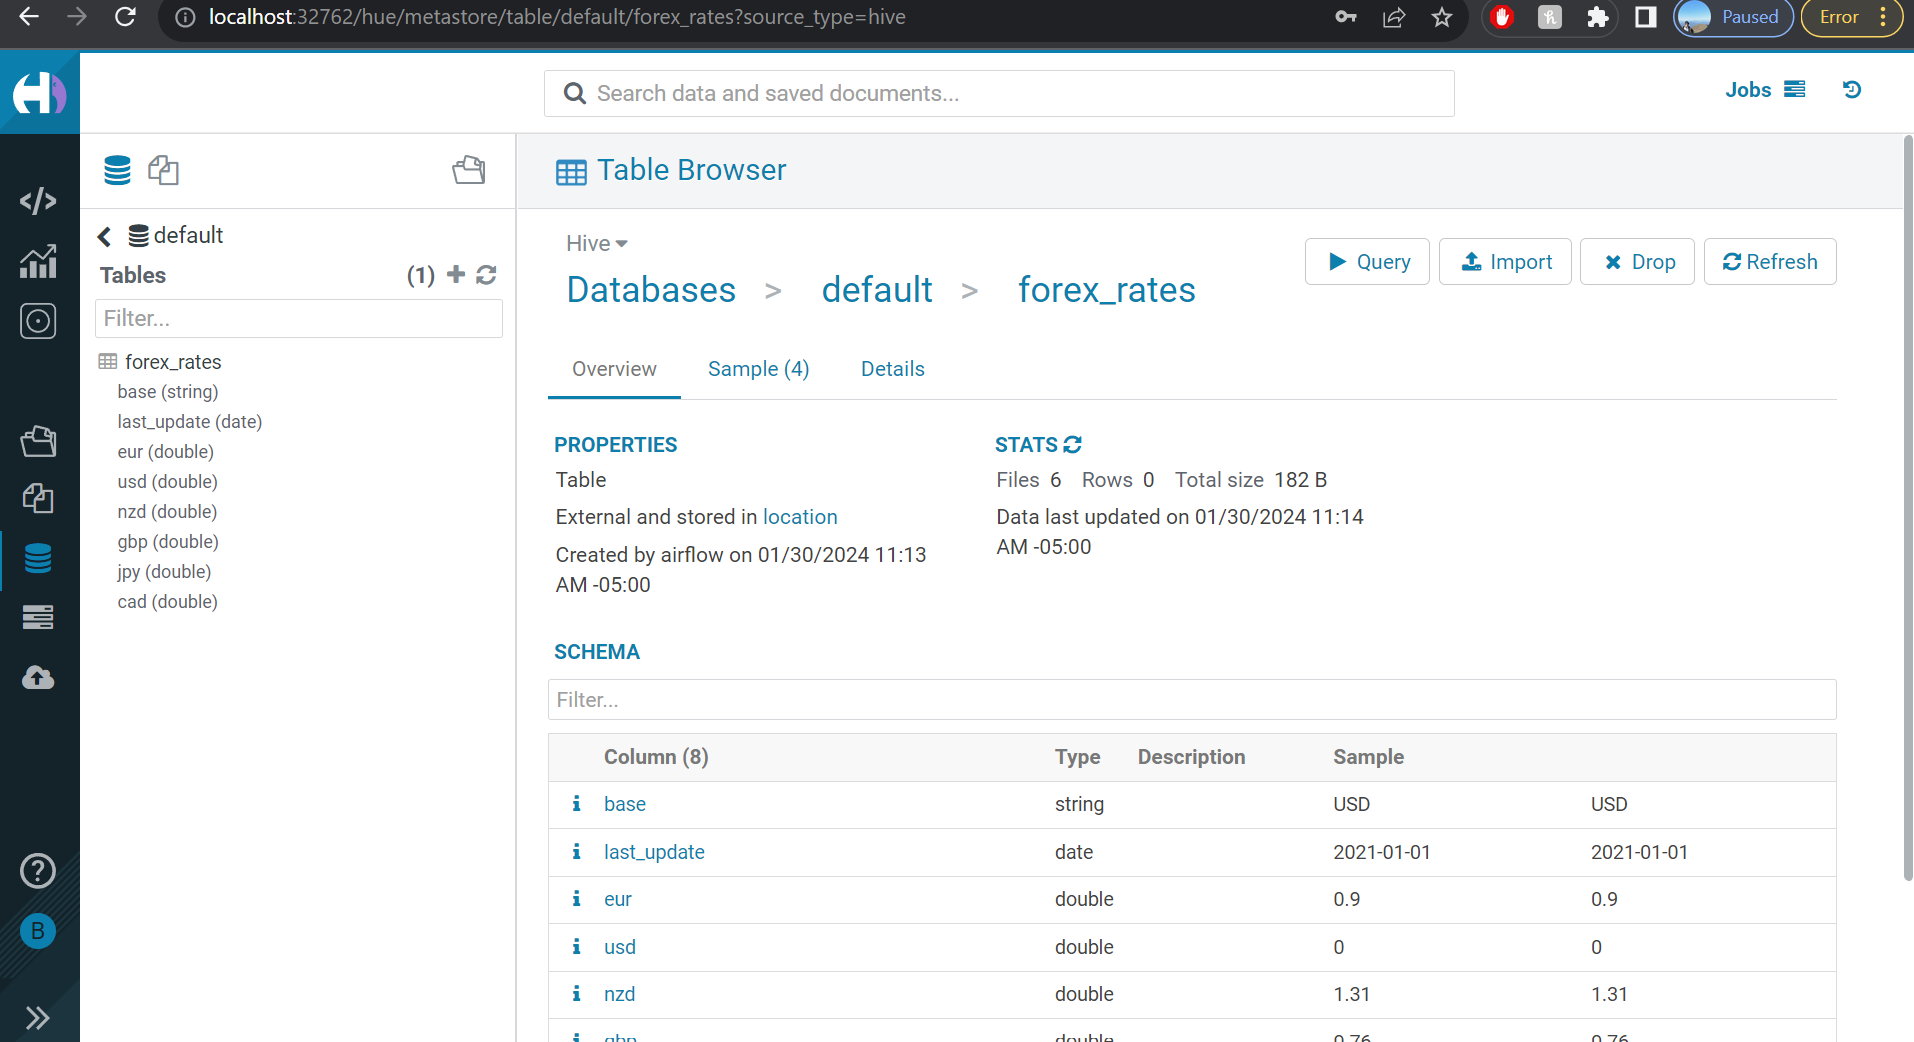 localhost:32762/hue/metastore/table/default/forex_rates?source_type=hive
Paused
Error
Search data and saved documents...
Jobs
default
Tables (1)
Filter...
forex_rates
base (string)
last_update (date)
eur (double)
usd (double)
nzd (double)
gbp (double)
jpy (double)
cad (double)
B
Table Browser
Hive
Databases > default > forex_rates
Query
Import
Drop
Refresh
Overview
Sample (4)
Details
PROPERTIES
Table
External and stored in location
Created by airflow on 01/30/2024 11:13
AM -05:00
STATS
Files 6 Rows 0 Total size 182 B
Data last updated on 01/30/2024 11:14
AM -05:00
SCHEMA
Filter...
Column (8) Type Description Sample
base string USD USD
last_update date 2021-01-01 2021-01-01
eur double 0.9 0.9
usd double 0 0
nzd double 1.31 1.31
gbp double 0.76 0.76